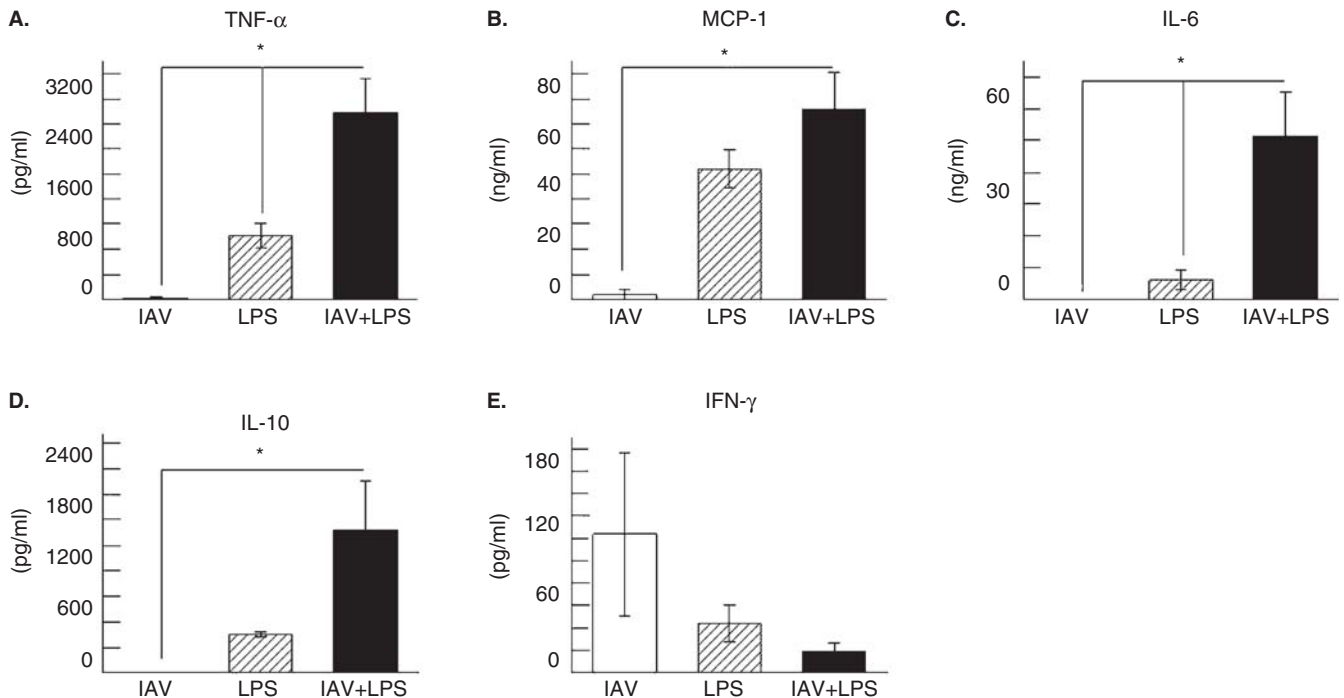 A.
TNF-α
*
3200
2400
1600
800
0
(pg/ml)
IAV LPS IAV+LPS
B.
MCP-1
*
80
60
40
20
0
(ng/ml)
IAV LPS IAV+LPS
C.
IL-6
*
60
30
0
(ng/ml)
IAV LPS IAV+LPS
D.
IL-10
*
2400
1800
1200
600
0
(pg/ml)
IAV LPS IAV+LPS
E.
IFN-γ
180
120
60
0
(pg/ml)
IAV LPS IAV+LPS